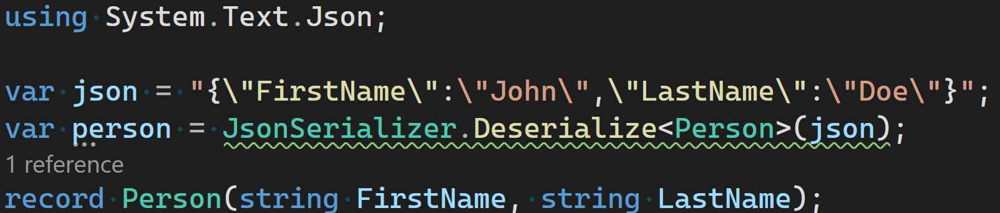 using System.Text.Json;
var json = "{\"FirstName\":\"John\",\"LastName\":\"Doe\"}";
var person = JsonSerializer.Deserialize<Person>(json);
1 reference
record Person(string FirstName, string LastName);